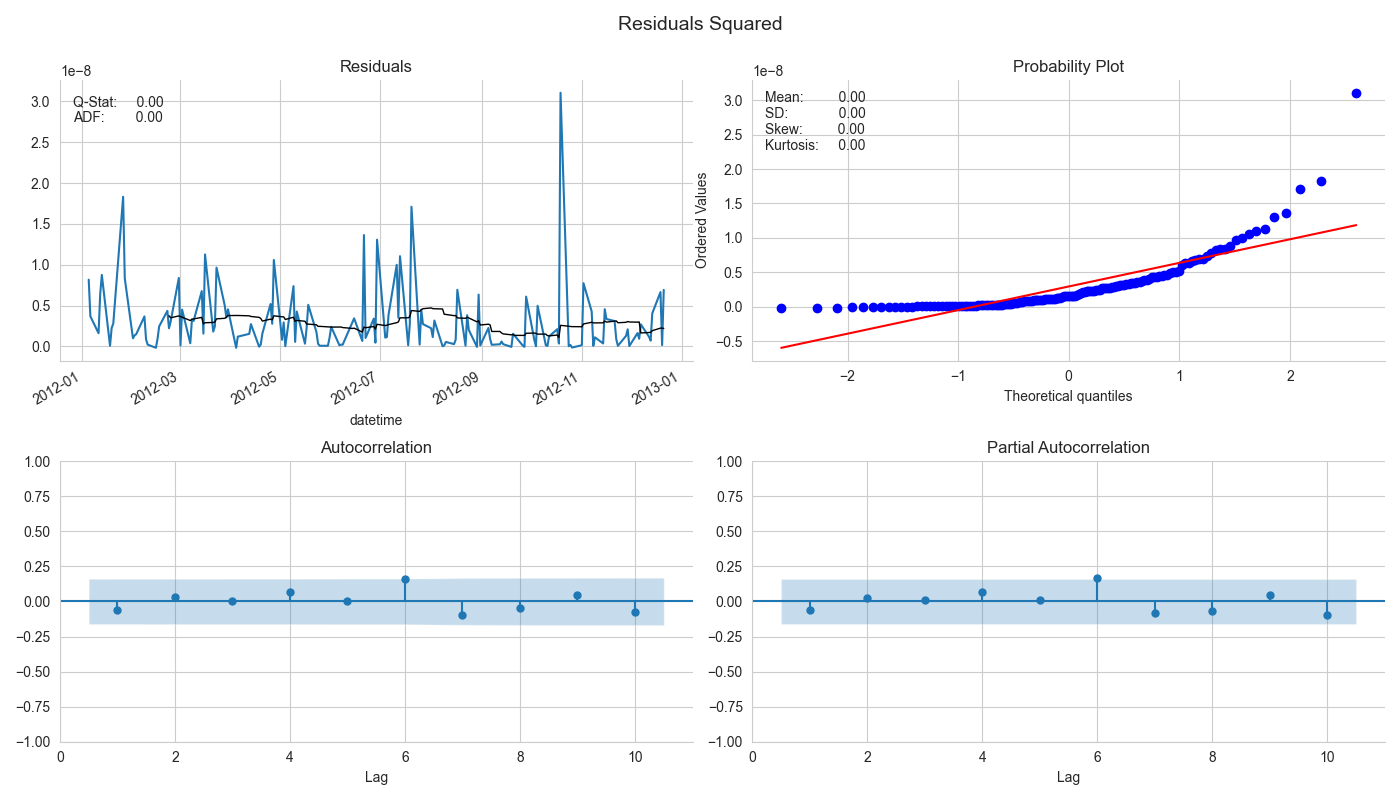 Residuals Squared
Residuals
1e−8
Q-Stat: 0.00
ADF: 0.00
3.0
2.5
2.0
1.5
1.0
0.5
0.0
2012-01
2012-03
2012-05
2012-07
2012-09
2012-11
2013-01
datetime
Probability Plot
1e−8
Mean: 0.00
SD: 0.00
Skew: 0.00
Kurtosis: 0.00
Ordered Values
3.0
2.5
2.0
1.5
1.0
0.5
0.0
−0.5
−2 −1 0 1 2
Theoretical quantiles
Autocorrelation
1.00
0.75
0.50
0.25
0.00
−0.25
−0.50
−0.75
−1.00
0 2 4 6 8 10
Lag
Partial Autocorrelation
1.00
0.75
0.50
0.25
0.00
−0.25
−0.50
−0.75
−1.00
0 2 4 6 8 10
Lag